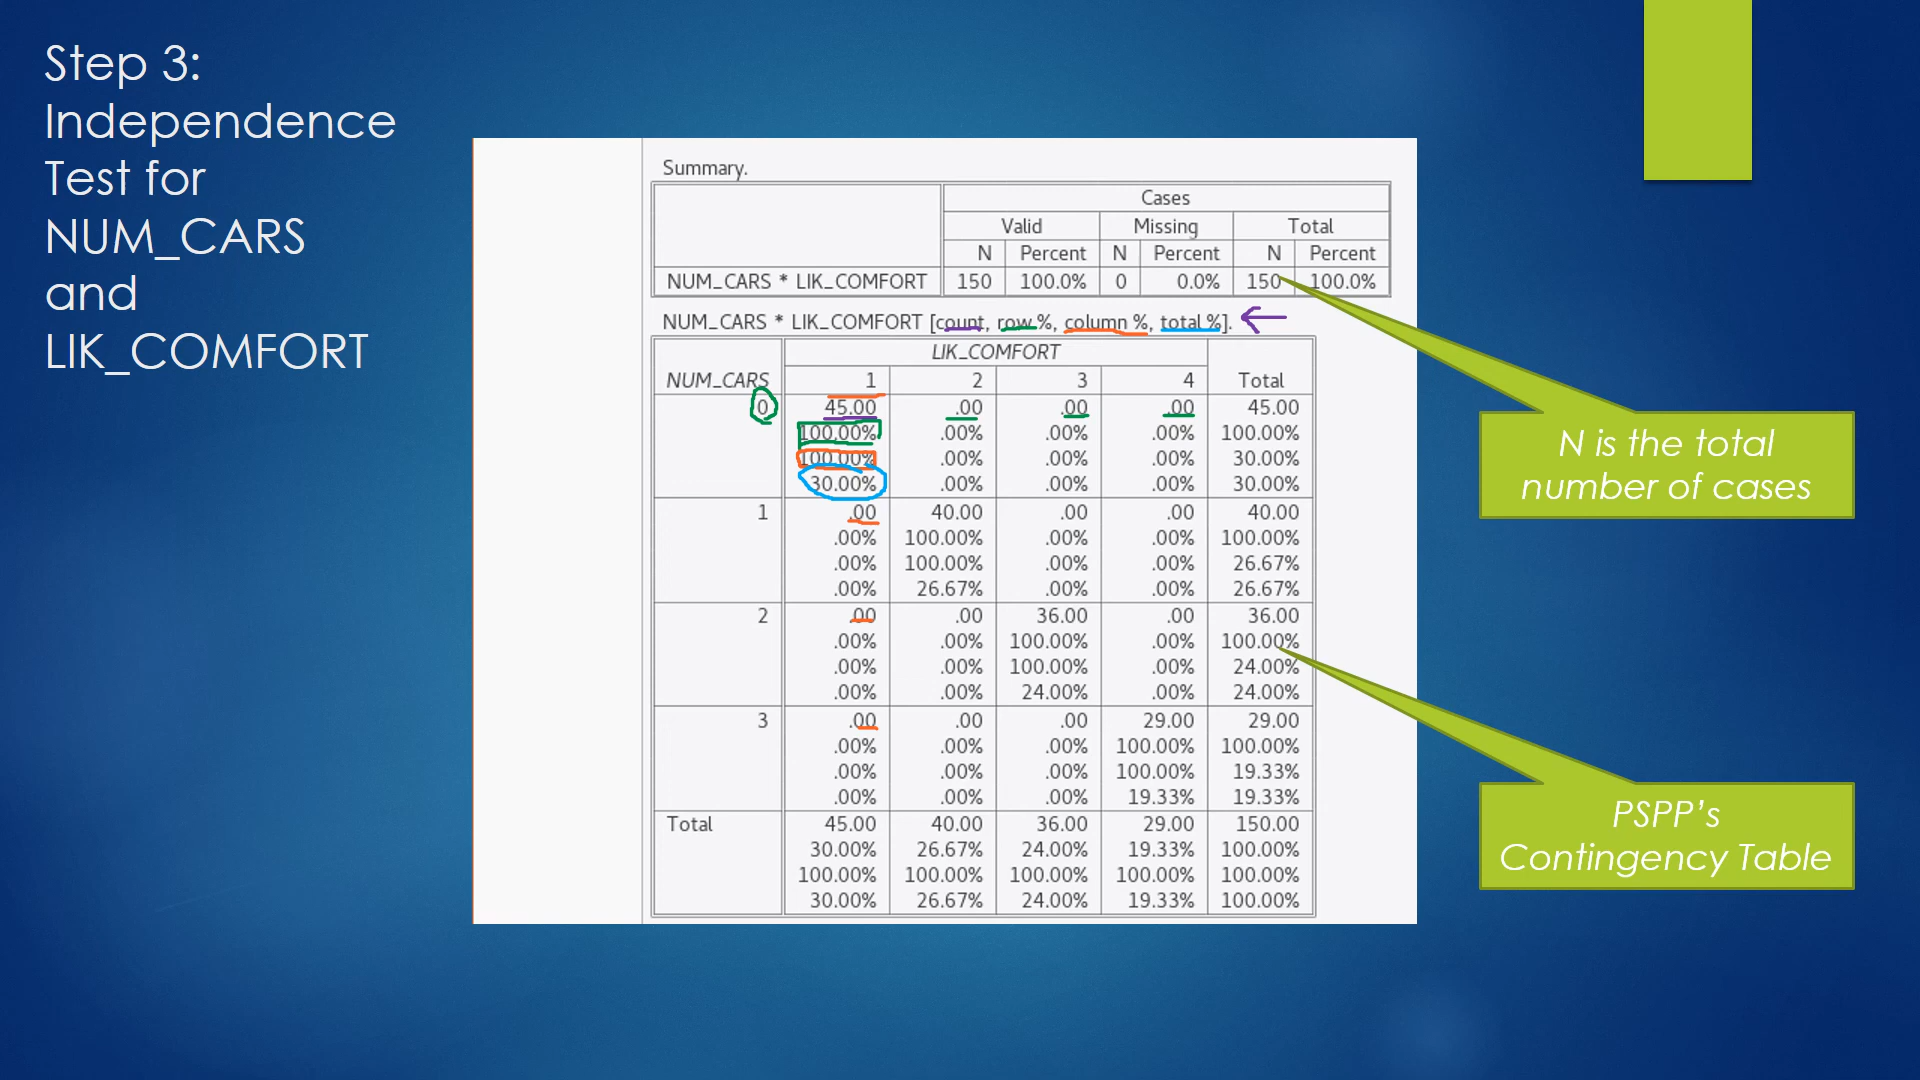 Step 3:
Independence
Test for
NUM_CARS
and
LIK_COMFORT
Summary.
Cases
Valid Missing Total
N Percent N Percent N Percent
NUM_CARS * LIK_COMFORT 150 100.0% 0 0.0% 150 100.0%
NUM_CARS * LIK_COMFORT [count, row %, column %, total %].
LIK_COMFORT
NUM_CARS 1 2 3 4 Total
0 45.00 .00 .00 .00 45.00
100.00% .00% .00% .00% 100.00%
100.00% .00% .00% .00% 30.00%
30.00% .00% .00% .00% 30.00%
1 .00 40.00 .00 .00 40.00
.00% 100.00% .00% .00% 100.00%
.00% 100.00% .00% .00% 26.67%
.00% 26.67% .00% .00% 26.67%
2 .00 .00 36.00 .00 36.00
.00% .00% 100.00% .00% 100.00%
.00% .00% 100.00% .00% 24.00%
.00% .00% 24.00% .00% 24.00%
3 .00 .00 .00 29.00 29.00
.00% .00% .00% 100.00% 100.00%
.00% .00% .00% 100.00% 19.33%
.00% .00% .00% 19.33% 19.33%
Total 45.00 40.00 36.00 29.00 150.00
30.00% 26.67% 24.00% 19.33% 100.00%
100.00% 100.00% 100.00% 100.00% 100.00%
30.00% 26.67% 24.00% 19.33% 100.00%
N is the total
number of cases
PSPP’s
Contingency Table